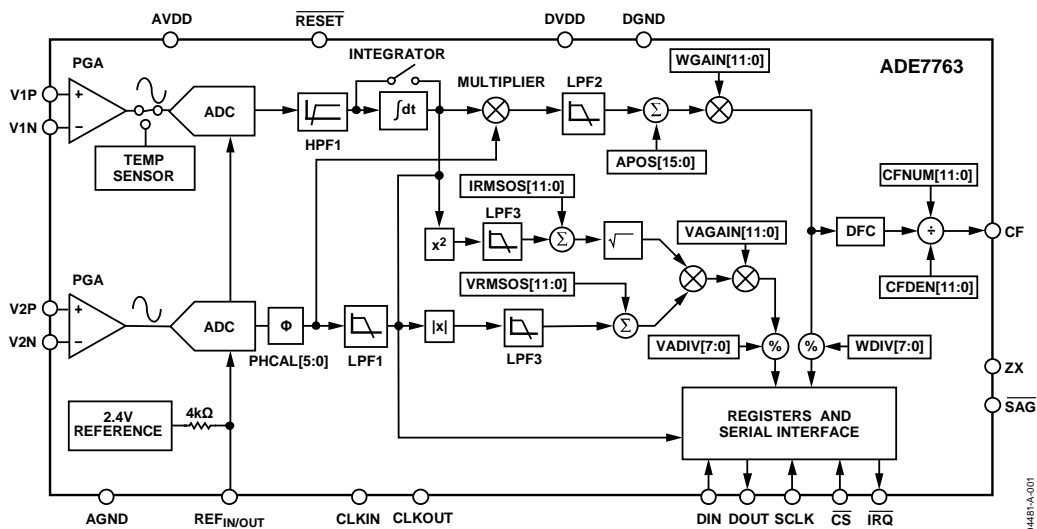 AVDD
RESET
DVDD
DGND
INTEGRATOR
WGAIN[11:0]
ADE7763
PGA
MULTIPLIER
LPF2
V1P
+
ADC
∫dt
Σ
V1N
−
HPF1
TEMP
SENSOR
APOS[15:0]
CFNUM[11:0]
IRMSOS[11:0]
LPF3
VAGAIN[11:0]
x²
Σ
√
DFC
÷
CF
PGA
VRMSOS[11:0]
CFDEN[11:0]
V2P
+
ADC
Φ
|x|
Σ
V2N
−
PHCAL[5:0]
LPF1
LPF3
VADIV[7:0]
%
%
WDIV[7:0]
ZX
2.4V
REFERENCE
4kΩ
REGISTERS AND
SERIAL INTERFACE
SAG
AGND
REFIN/OUT
CLKIN
CLKOUT
DIN
DOUT
SCLK
CS
IRQ
04481-A-001